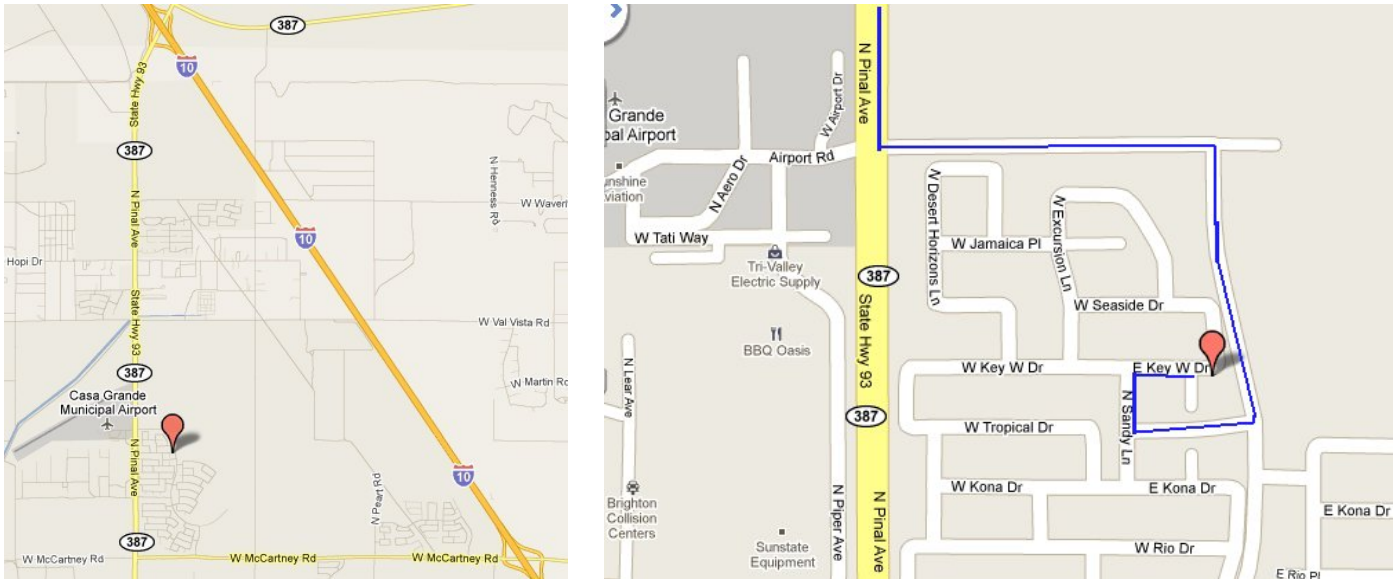 387
10
State Hwy 93
387
N Henness Rd
N Pinal Ave
W Waver
10
Hopi Dr
State Hwy 93
W Val Vista Rd
387
W Martin Rd
Casa Grande
Municipal Airport
N Pinal Ave
10
N Peart Rd
387
W McCartney Rd
W McCartney Rd
W McCartney Rd
N Pinal Ave
W Airport Dr
Grande
pal Airport
Airport Rd
unshine
viation
N Aero Dr
N Desert Horizons Ln
N Excursion Ln
W Tati Way
W Jamaica Pl
Tri-Valley
Electric Supply
387
State Hwy 93
W Seaside Dr
BBQ Oasis
N Lear Ave
W Key W Dr
E Key W Dr
387
N Sandy Ln
W Tropical Dr
W Kona Dr
E Kona Dr
Brighton
Collision
Centers
N Piper Ave
N Pinal Ave
E Kona Dr
Sunstate
Equipment
W Rio Dr
E Rio Pl